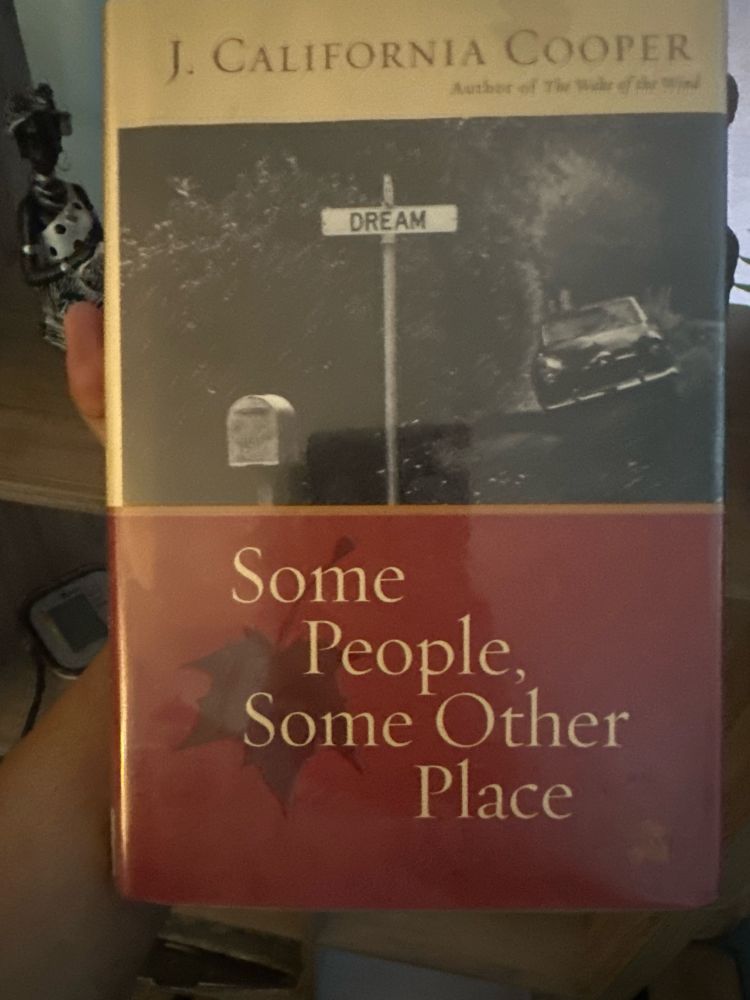 J. CALIFORNIA COOPER
Author of The Wake of the Wind
DREAM
Some
People,
Some Other
Place